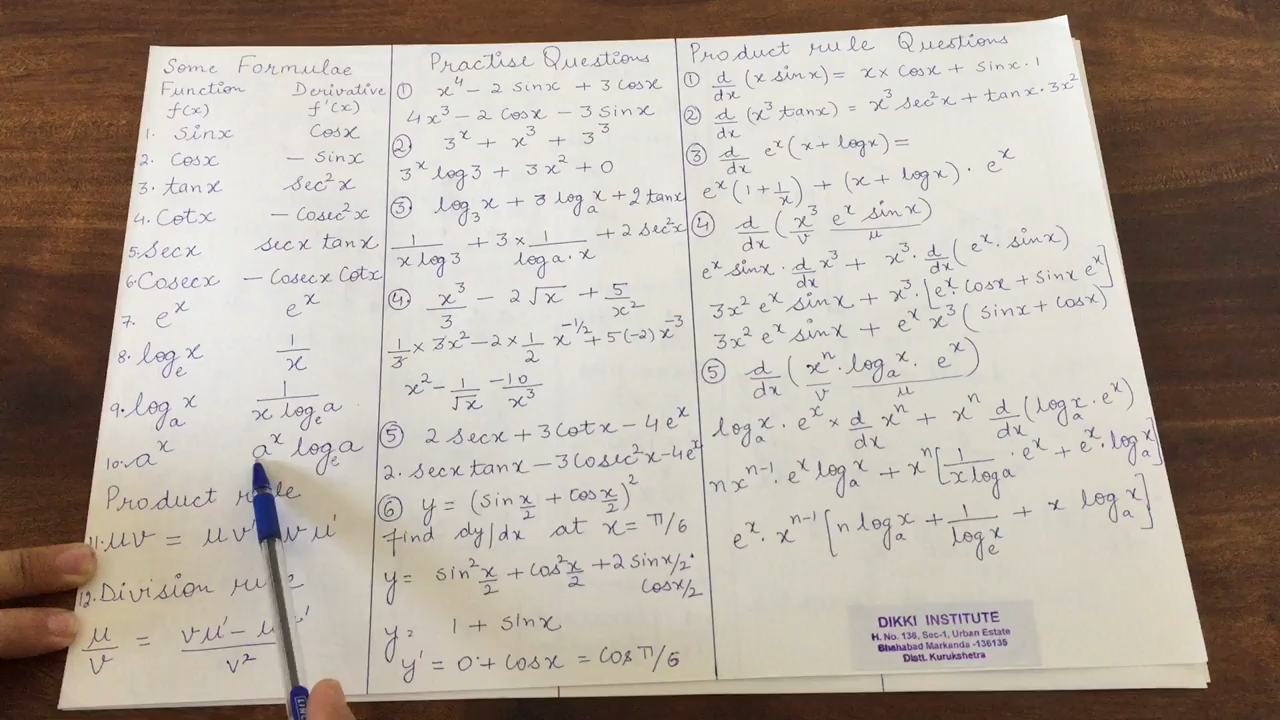 Some Formulae
Function Derivative
f(x) f'(x)
1. Sinx Cosx
2. Cosx – Sinx
3. tanx sec²x
4. Cotx – Cosec²x
5. Secx secx tanx
6. Cosecx – Cosecx Cotx
7. eˣ eˣ
8. logₑx 1/x
9. logₐx 1/(x logₑa)
10. aˣ aˣ logₑa
Product rule
11. uv = uv' vu'
12. Division rule
u/v = (vu' – u v')/v²
Practise Questions
① x⁴ – 2 sinx + 3 cosx
4x³ – 2 cosx – 3 sinx
② 3ˣ + x³ + 3³
3ˣ log3 + 3x² + 0
③ log₃x + 3 logₐx + 2 tanx
1/(x log3) + 3 × 1/(loga · x) + 2 sec²x
④ x³/3 – 2√x + 5/x²
1/3 × 3x² – 2 × 1/2 x^(-1/2) + 5(-2)x⁻³
x² – 1/√x –10/x³
⑤ 2 secx + 3 cotx – 4eˣ
2. secx tanx – 3 Cosec²x – 4eˣ
⑥ y = (sin x/2 + cos x/2)²
find dy/dx at x = π/6
y = sin² x/2 + cos² x/2 + 2 sinx/2 ·
cosx/2
y = 1 + sinx
y' = 0 + cosx = cos π/6
Product rule Questions
① d/dx (x sinx) = x × cosx + sinx · 1
② d/dx (x³ tanx) = x³ sec²x + tanx · 3x²
③ d/dx eˣ(x + logx) =
eˣ(1 + 1/x) + (x + logx) · eˣ
④ d/dx (x³ eˣ sinx)
v u
eˣ sinx · d/dx x³ + x³ · d/dx (eˣ · sinx)
3x² eˣ sinx + x³ · [eˣ · cosx + sinx eˣ]
3x² eˣ sinx + eˣ x³ (sinx + cosx)
⑤ d/dx (xⁿ · logₐx · eˣ)
v u
logₐx · eˣ × d/dx xⁿ + xⁿ d/dx (logₐx · eˣ)
nxⁿ⁻¹ · eˣ logₐx + xⁿ [1/(x loga) · eˣ + eˣ · logₐx]
eˣ · xⁿ⁻¹ [n logₐx + 1/logₑx + x logₐx]
DIKKI INSTITUTE
H. No. 136, Sec-1, Urban Estate
Shahabad Markanda -136135
Distt. Kurukshetra